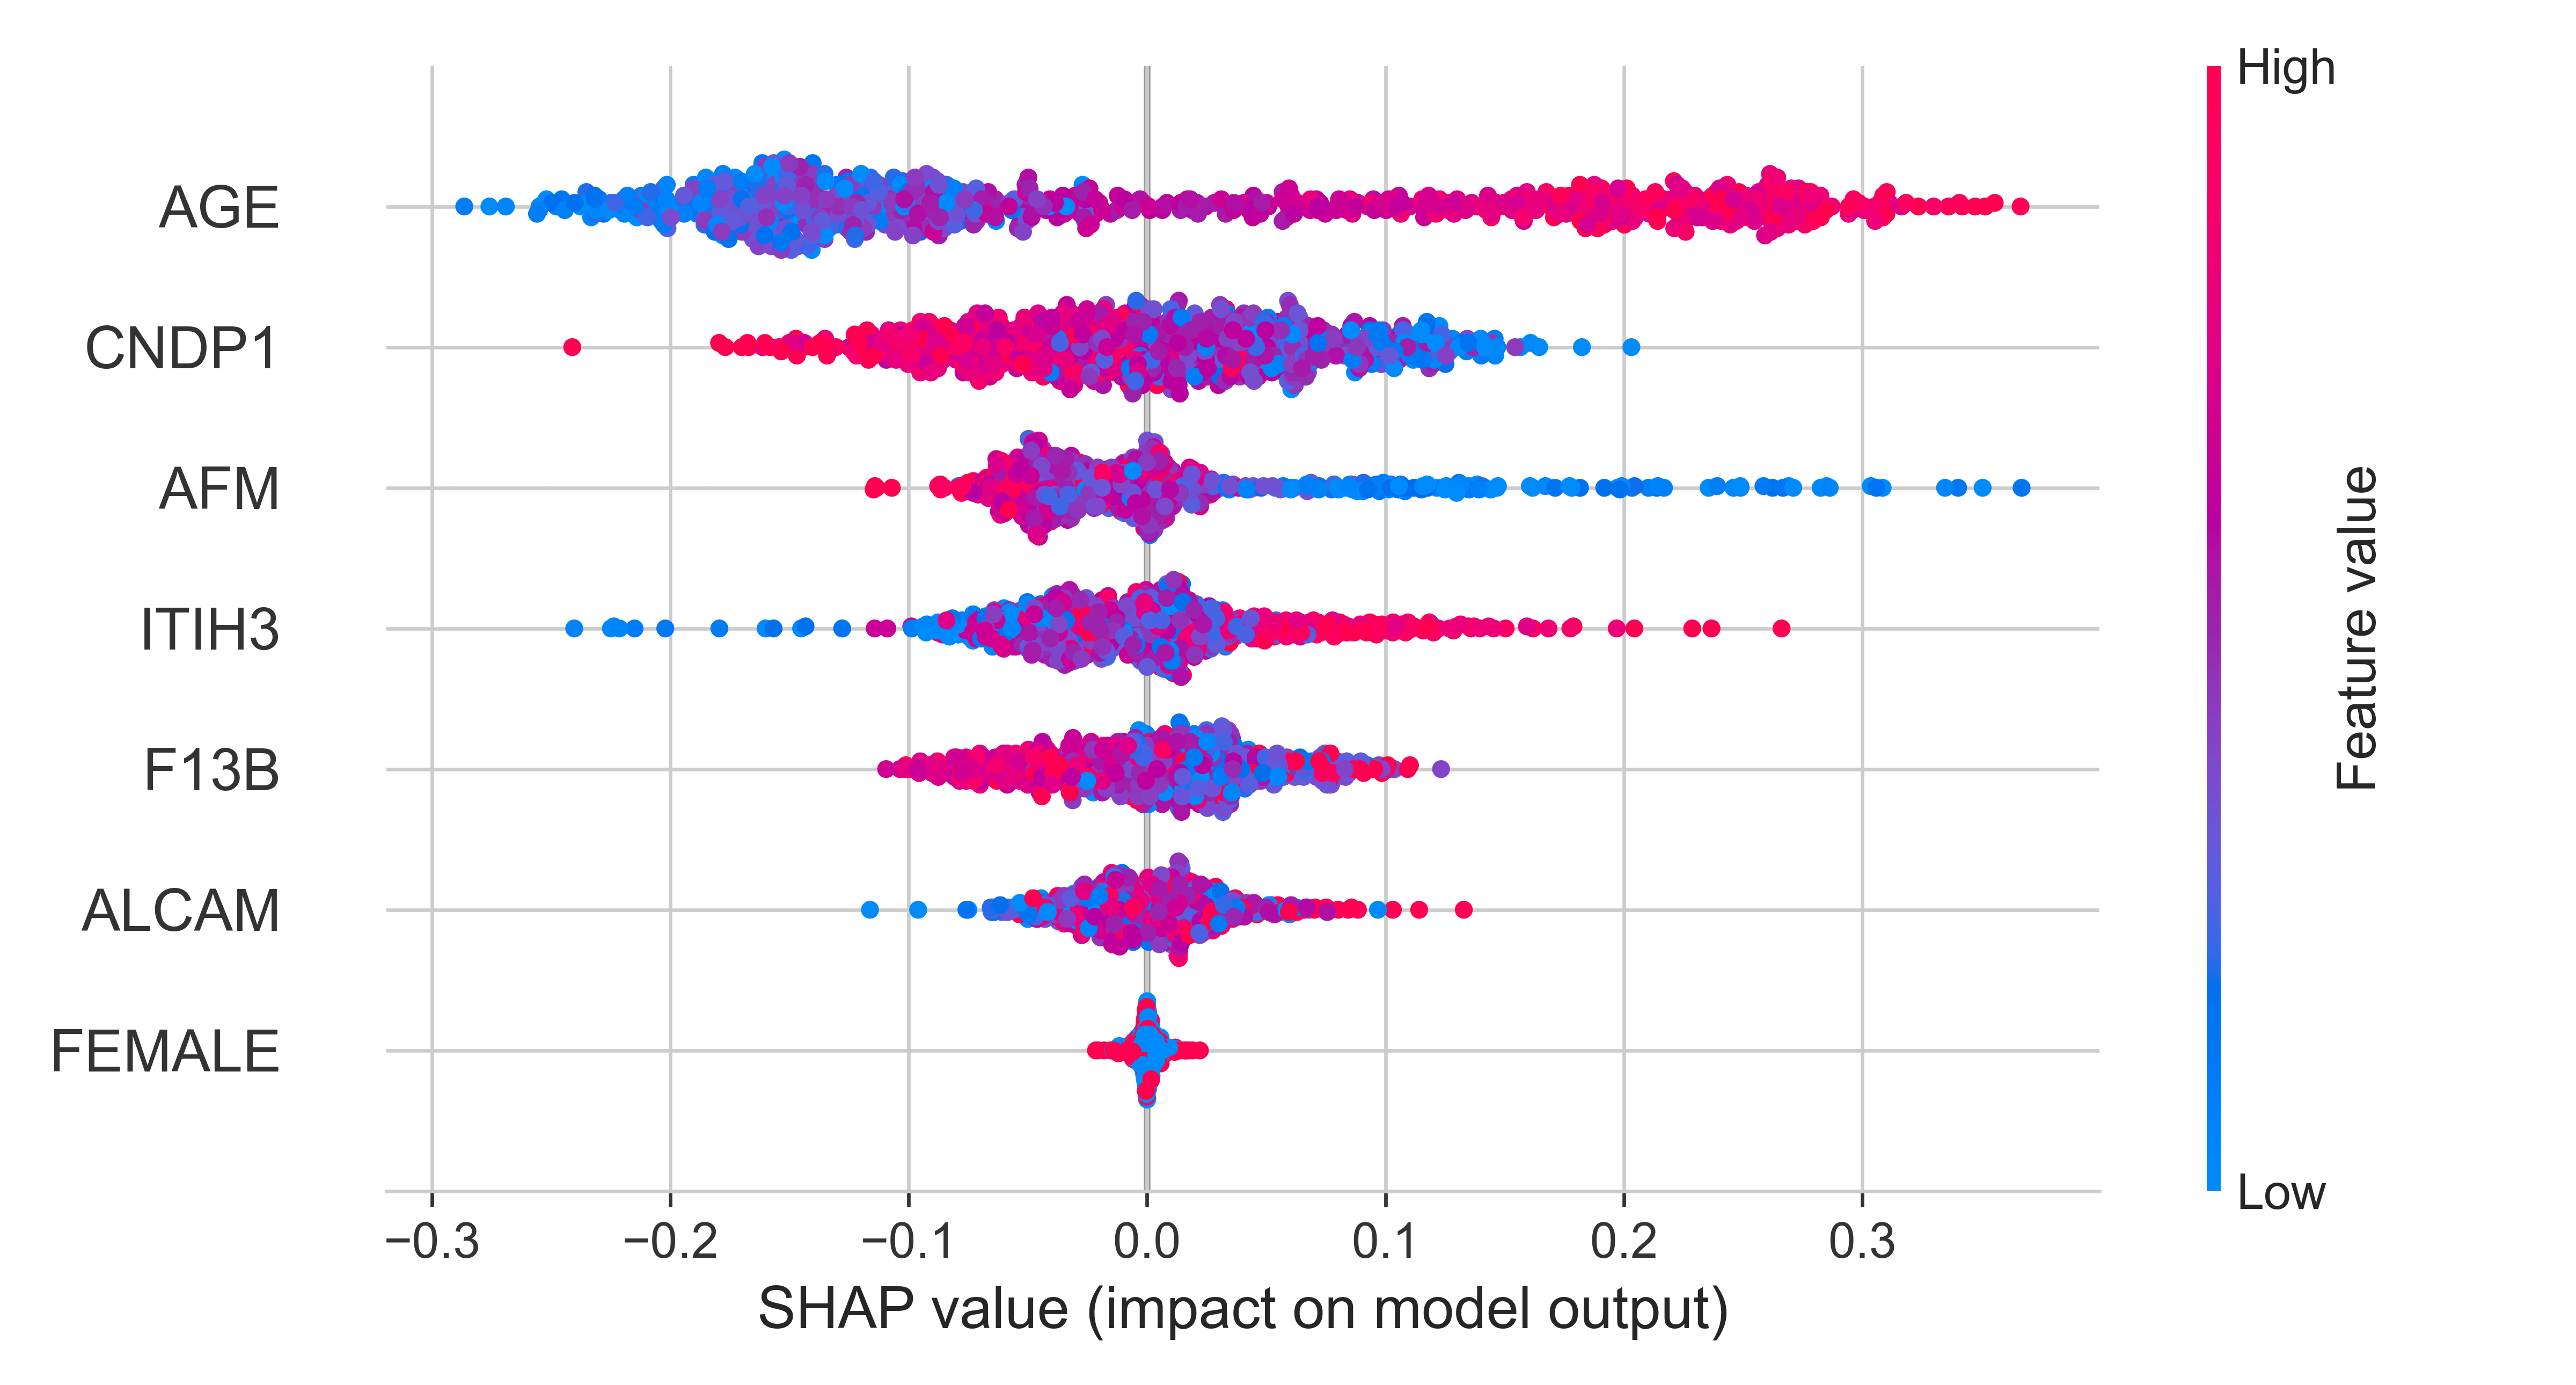 High
AGE
CNDP1
AFM
ITIH3
F13B
ALCAM
FEMALE
Feature value
Low
−0.3 −0.2 −0.1 0.0 0.1 0.2 0.3
SHAP value (impact on model output)